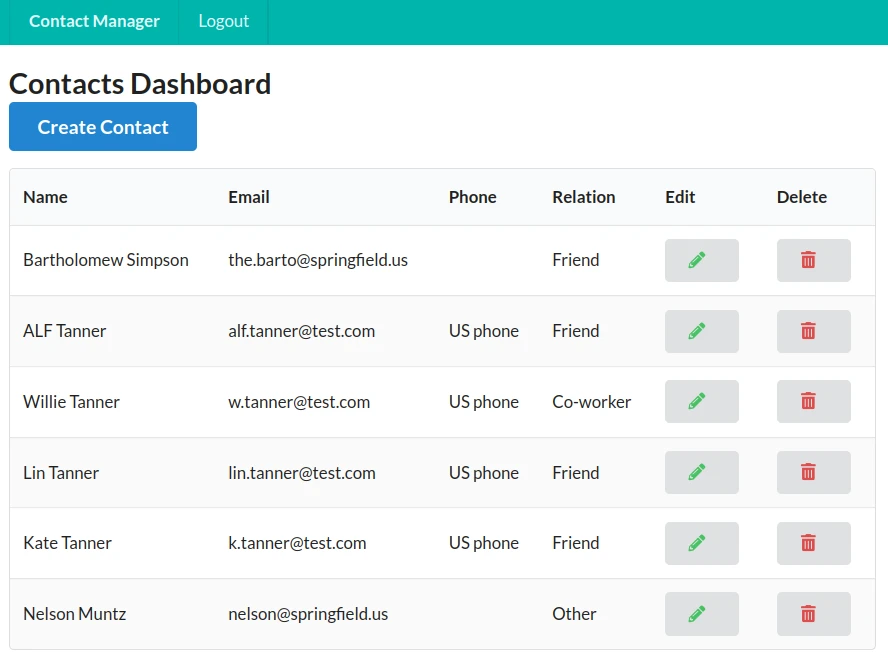 Contact Manager Logout
Contacts Dashboard
Create Contact
Name Email Phone Relation Edit Delete
Bartholomew Simpson the.barto@springfield.us Friend
ALF Tanner alf.tanner@test.com US phone Friend
Willie Tanner w.tanner@test.com US phone Co-worker
Lin Tanner lin.tanner@test.com US phone Friend
Kate Tanner k.tanner@test.com US phone Friend
Nelson Muntz nelson@springfield.us Other